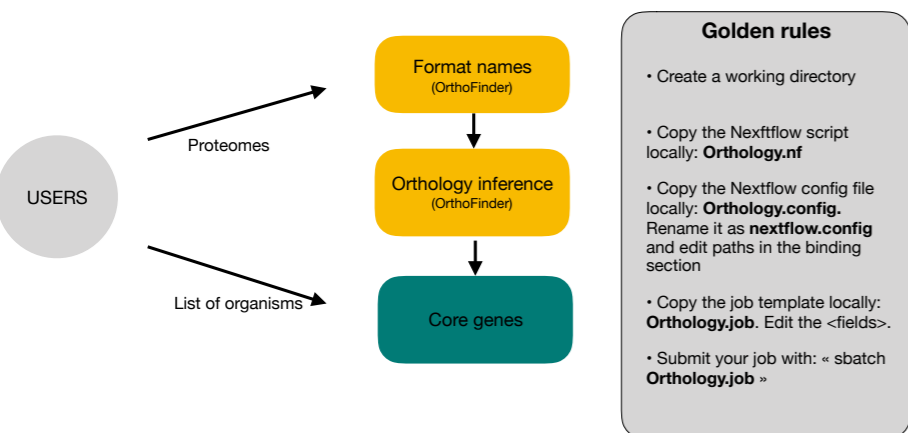 USERS
Proteomes
List of organisms
Format names
(OrthoFinder)
Orthology inference
(OrthoFinder)
Core genes
Golden rules
• Create a working directory
• Copy the Nexftflow script
locally: Orthology.nf
• Copy the Nextflow config file
locally: Orthology.config.
Rename it as nextflow.config
and edit paths in the binding
section
• Copy the job template locally:
Orthology.job. Edit the <fields>.
• Submit your job with: « sbatch
Orthology.job »